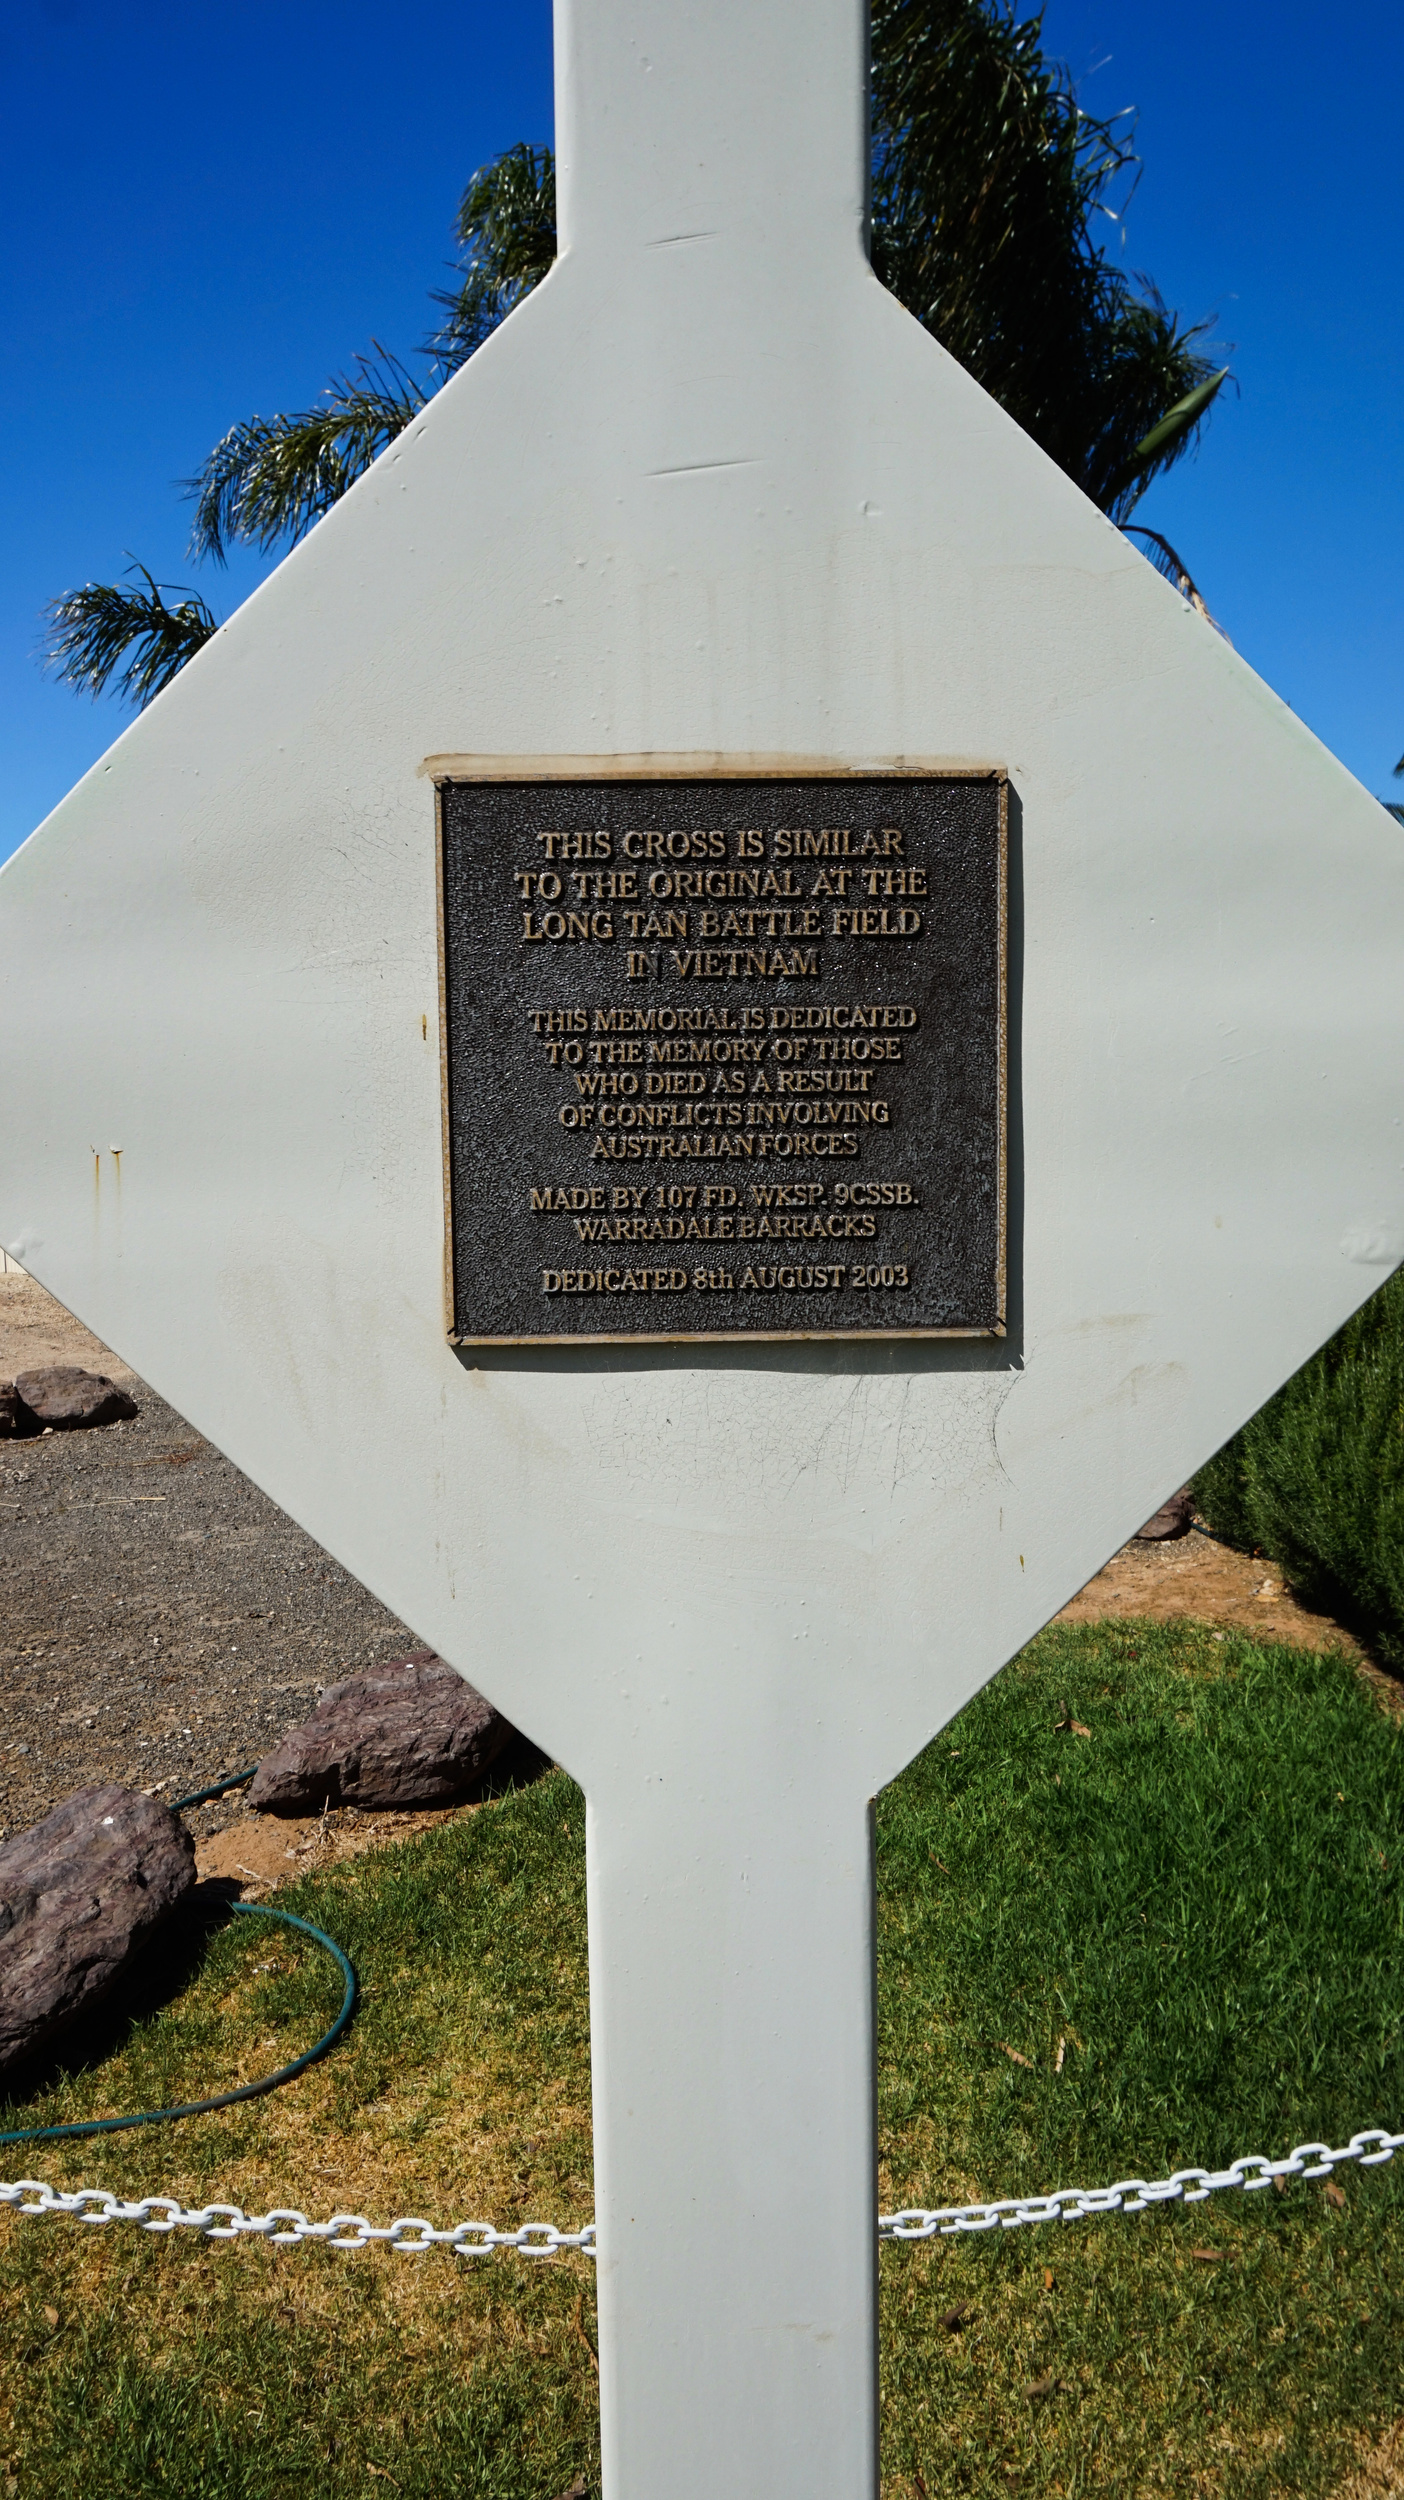 THIS CROSS IS SIMILAR
TO THE ORIGINAL AT THE
LONG TAN BATTLE FIELD
IN VIETNAM
THIS MEMORIAL IS DEDICATED
TO THE MEMORY OF THOSE
WHO DIED AS A RESULT
OF CONFLICTS INVOLVING
AUSTRALIAN FORCES
MADE BY 107 FD. WKSP. 9CSSB.
WARRADALE BARRACKS
DEDICATED 8th AUGUST 2003